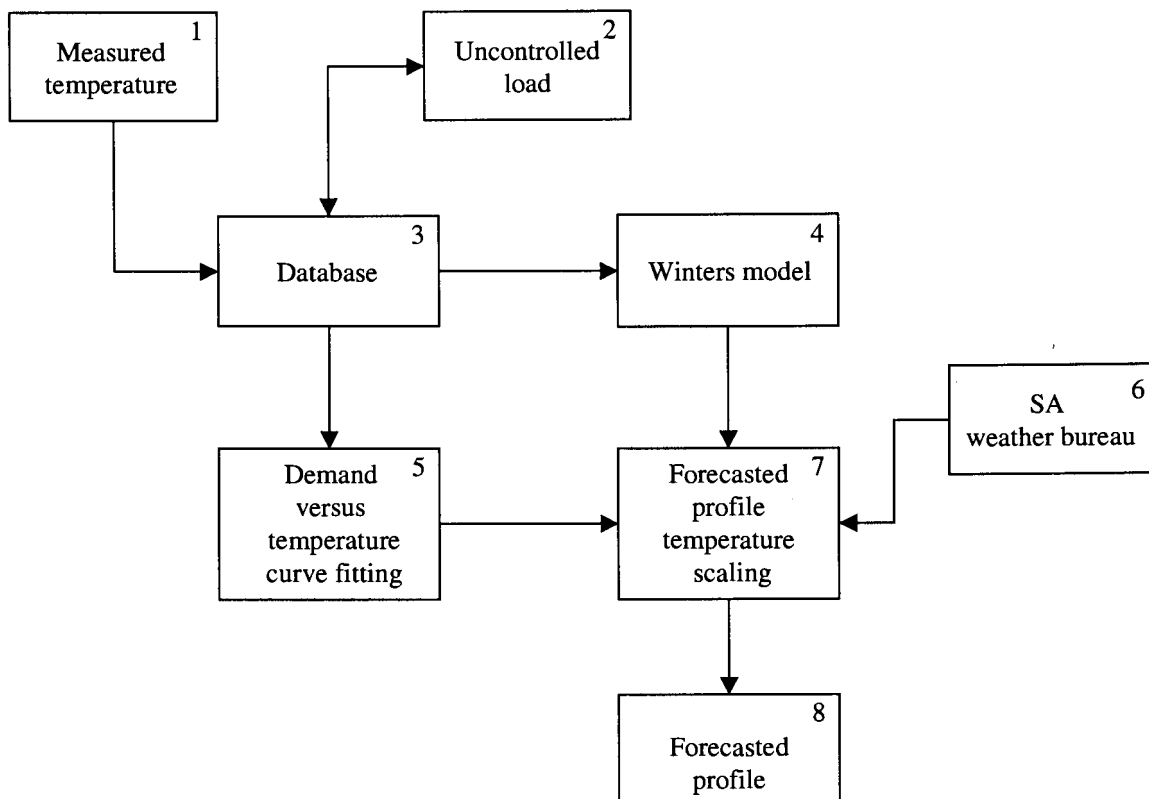 1
Measured
temperature
2
Uncontrolled
load
3
Database
4
Winters model
5
Demand
versus
temperature
curve fitting
6
SA
weather bureau
7
Forecasted
profile
temperature
scaling
8
Forecasted
profile